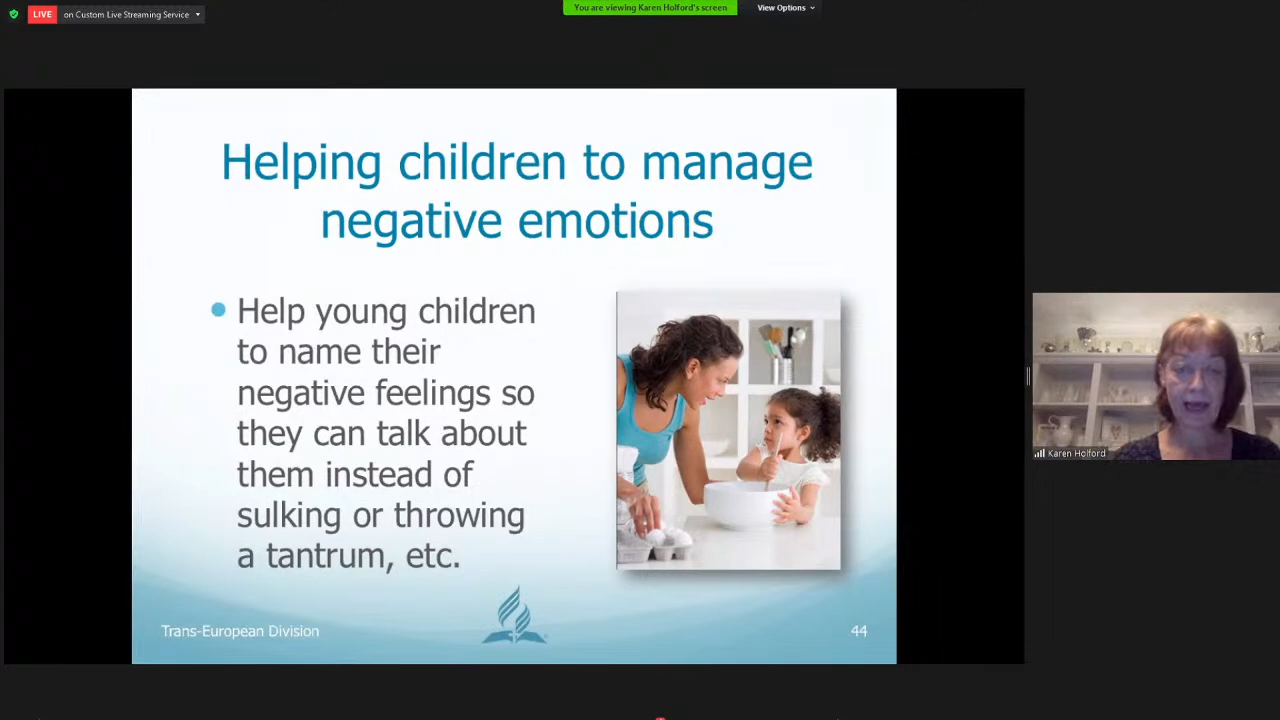 LIVE on Custom Live Streaming Service
You are viewing Karen Holford's screen
View Options
Helping children to manage
negative emotions
Help young children
to name their
negative feelings so
they can talk about
them instead of
sulking or throwing
a tantrum, etc.
Karen Holford
Trans-European Division
44